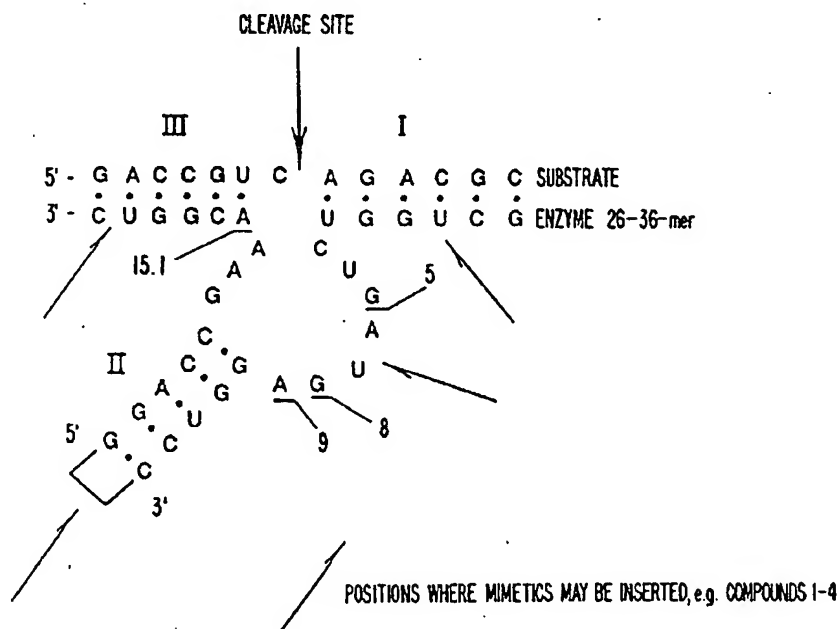 CLEAVAGE SITE
III I
5' - G A C C G U C A G A C G C SUBSTRATE
3' - C U G G C A U G G U C G ENZYME 26-36-mer
15.1
A
A
G
C
C
A
G
G
5'
II
C
U
G
5
A
U
G
8
A
9
G
G
U
C
C
3'
POSITIONS WHERE MIMETICS MAY BE INSERTED, e.g. COMPOUNDS 1-4